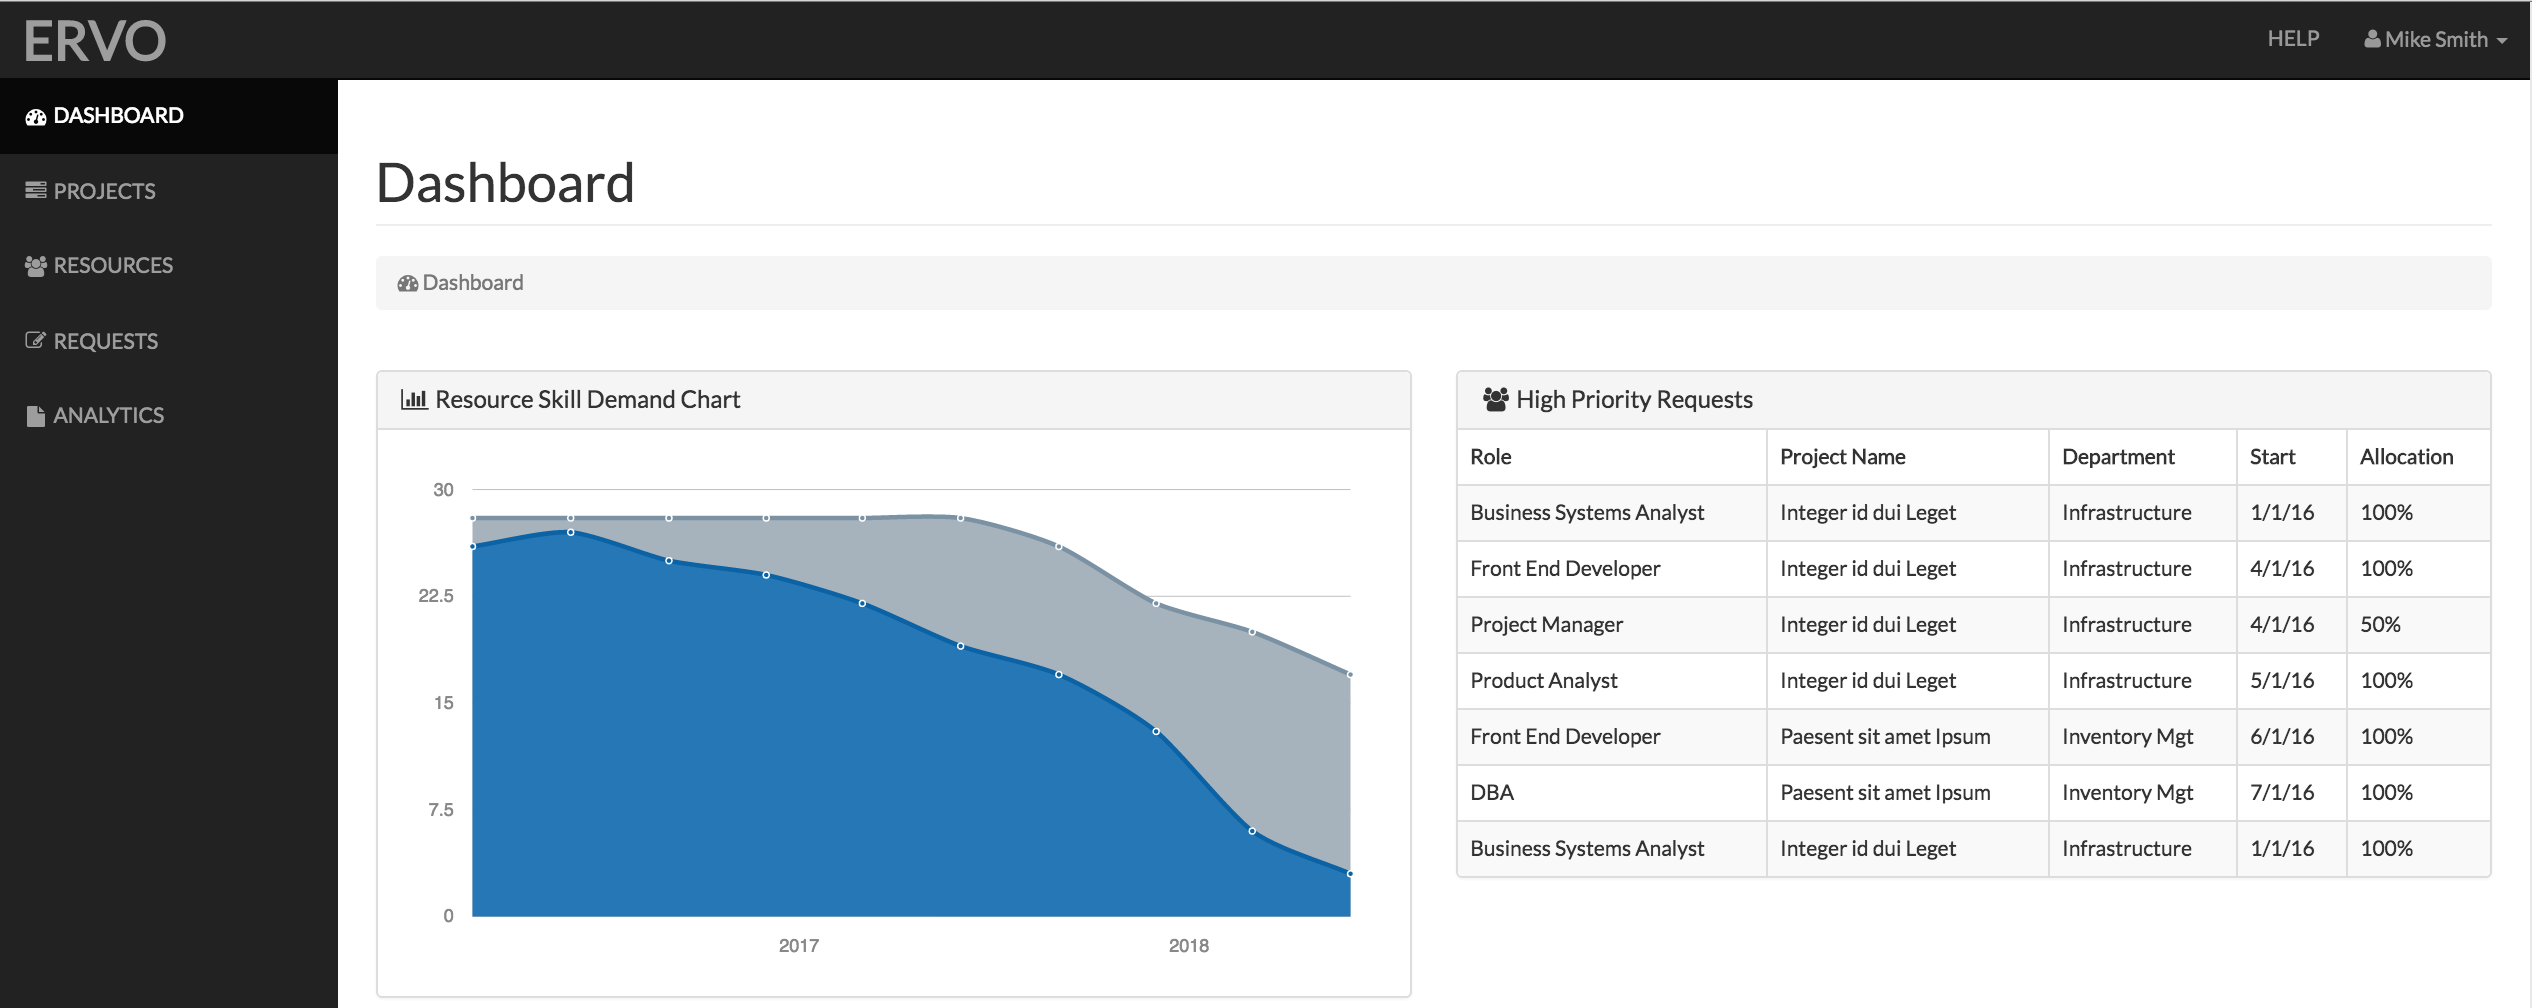 ERVO
HELP
Mike Smith
DASHBOARD
PROJECTS
RESOURCES
REQUESTS
ANALYTICS
Dashboard
Dashboard
Resource Skill Demand Chart
30
22.5
15
7.5
0
2017 2018
High Priority Requests
Role Project Name Department Start Allocation
Business Systems Analyst Integer id dui Leget Infrastructure 1/1/16 100%
Front End Developer Integer id dui Leget Infrastructure 4/1/16 100%
Project Manager Integer id dui Leget Infrastructure 4/1/16 50%
Product Analyst Integer id dui Leget Infrastructure 5/1/16 100%
Front End Developer Paesent sit amet Ipsum Inventory Mgt 6/1/16 100%
DBA Paesent sit amet Ipsum Inventory Mgt 7/1/16 100%
Business Systems Analyst Integer id dui Leget Infrastructure 1/1/16 100%